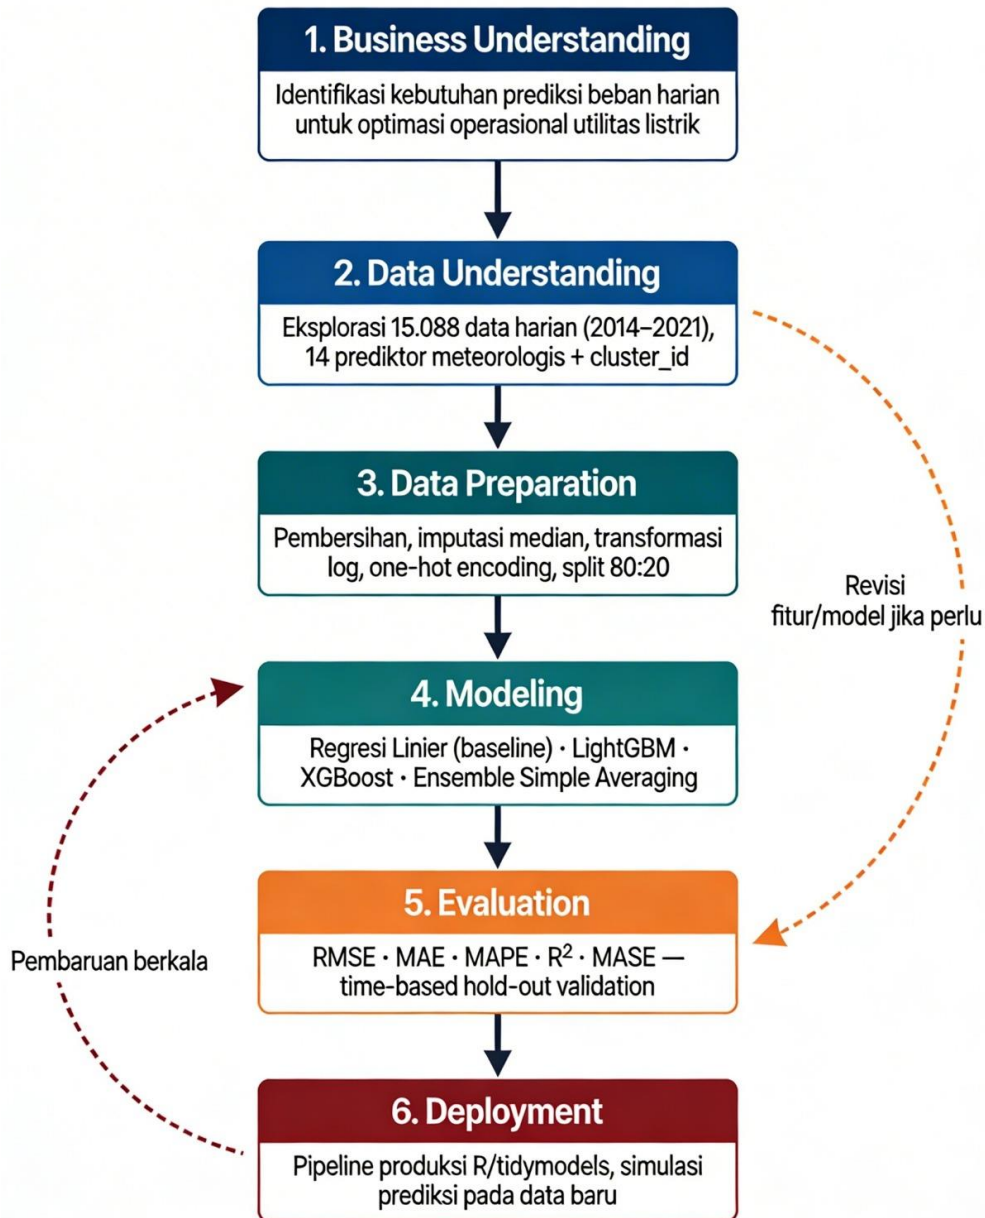 1. Business Understanding
Identifikasi kebutuhan prediksi beban harian
untuk optimasi operasional utilitas listrik
2. Data Understanding
Eksplorasi 15.088 data harian (2014–2021),
14 prediktor meteorologis + cluster_id
3. Data Preparation
Pembersihan, imputasi median, transformasi
log, one-hot encoding, split 80:20
Revisi
fitur/model jika perlu
4. Modeling
Regresi Linier (baseline) · LightGBM ·
XGBoost · Ensemble Simple Averaging
5. Evaluation
RMSE · MAE · MAPE · R² · MASE —
time-based hold-out validation
Pembaruan berkala
6. Deployment
Pipeline produksi R/tidymodels, simulasi
prediksi pada data baru